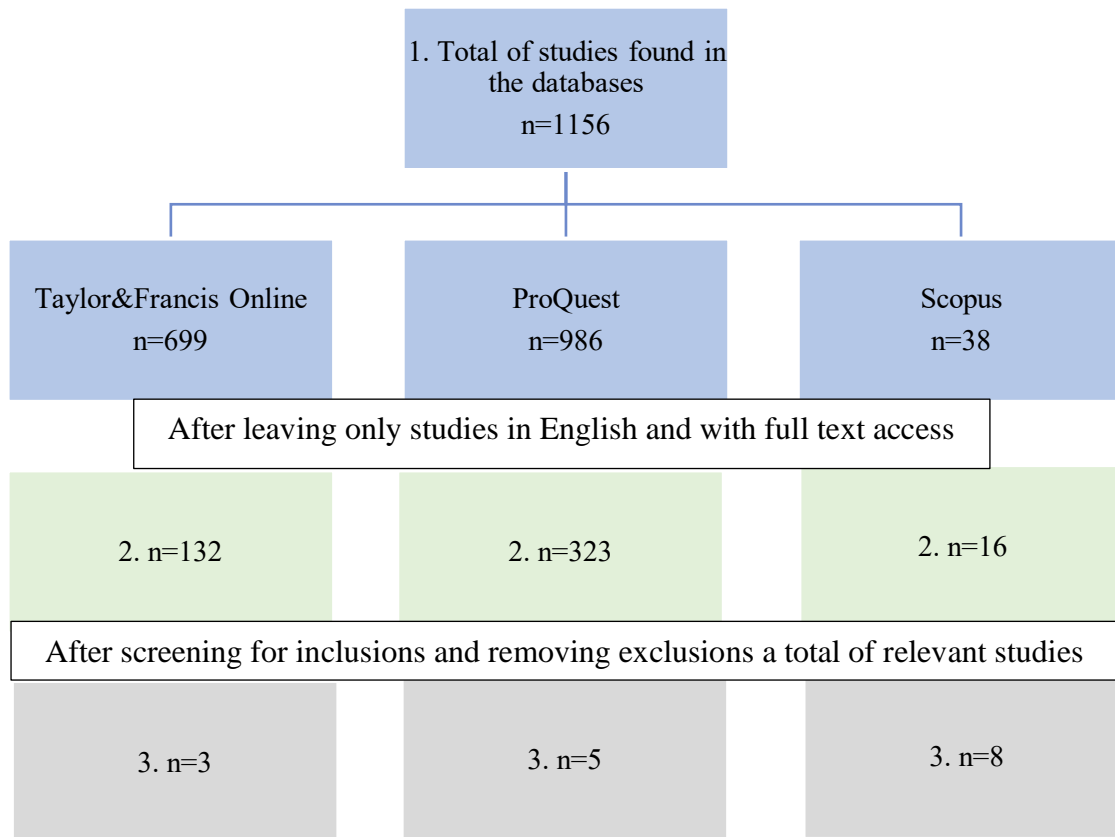 1. Total of studies found in
the databases
n=1156
Taylor&Francis Online
n=699
ProQuest
n=986
Scopus
n=38
After leaving only studies in English and with full text access
2. n=132
2. n=323
2. n=16
After screening for inclusions and removing exclusions a total of relevant studies
3. n=3
3. n=5
3. n=8